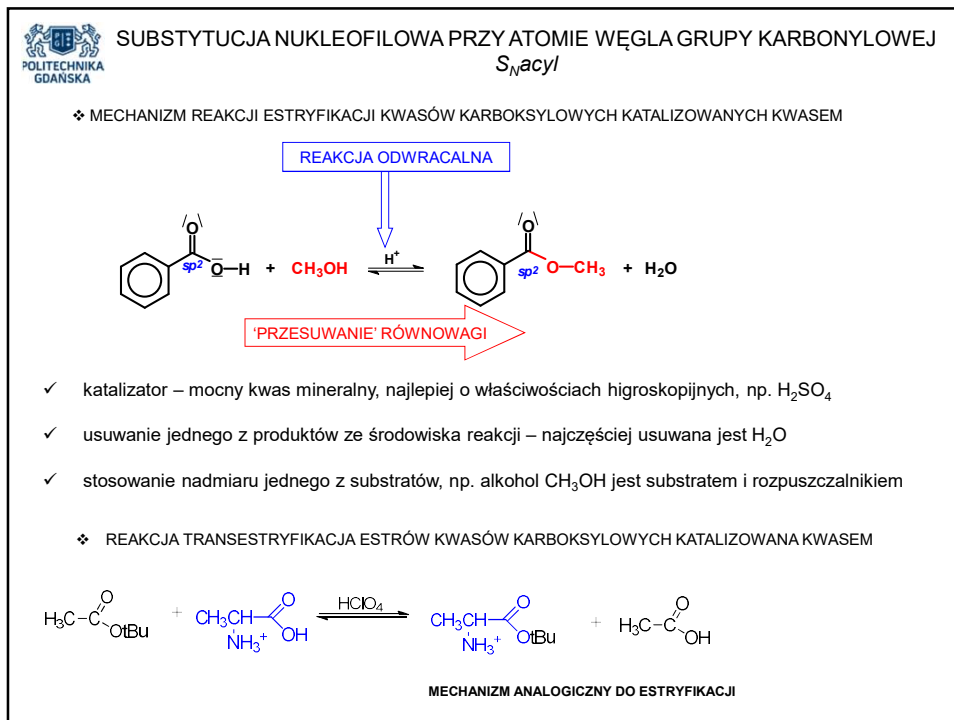 POLITECHNIKA
GDAŃSKA
SUBSTYTUCJA NUKLEOFILOWA PRZY ATOMIE WĘGLA GRUPY KARBONYLOWEJ
SNacyl
❖ MECHANIZM REAKCJI ESTRYFIKACJI KWASÓW KARBOKSYLOWYCH KATALIZOWANYCH KWASEM
REAKCJA ODWRACALNA
O
sp2 O–H + CH3OH H+ O
sp2 O–CH3 + H2O
'PRZESUWANIE' RÓWNOWAGI
✓ katalizator – mocny kwas mineralny, najlepiej o właściwościach higroskopijnych, np. H2SO4
✓ usuwanie jednego z produktów ze środowiska reakcji – najczęściej usuwana jest H2O
✓ stosowanie nadmiaru jednego z substratów, np. alkohol CH3OH jest substratem i rozpuszczalnikiem
❖ REAKCJA TRANSESTRYFIKACJA ESTRÓW KWASÓW KARBOKSYLOWYCH KATALIZOWANA KWASEM
H3C–C O OtBu + CH3CH O OH NH3+ HClO4 CH3CH O OtBu NH3+ + H3C–C O OH
MECHANIZM ANALOGICZNY DO ESTRYFIKACJI